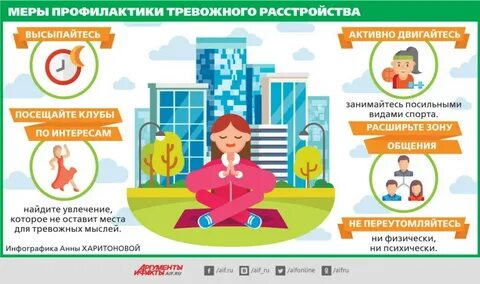 МЕРЫ ПРОФИЛАКТИКИ ТРЕВОЖНОГО РАССТРОЙСТВА
ВЫСЫПАЙТЕСЬ
ПОСЕЩАЙТЕ КЛУБЫ
ПО ИНТЕРЕСАМ
найдите увлечение,
которое не оставит места
для тревожных мыслей.
Инфографика Анны ХАРИТОНОВОЙ
АКТИВНО ДВИГАЙТЕСЬ
занимайтесь посильными
видами спорта.
РАСШИРЬТЕ ЗОНУ
ОБЩЕНИЯ
НЕ ПЕРЕУТОМЛЯЙТЕСЬ
ни физически,
ни психически.
АРГУМЕНТЫ
И ФАКТЫ AIF.RU
/aif.ru
/aif_ru
/aifonline
/aifru